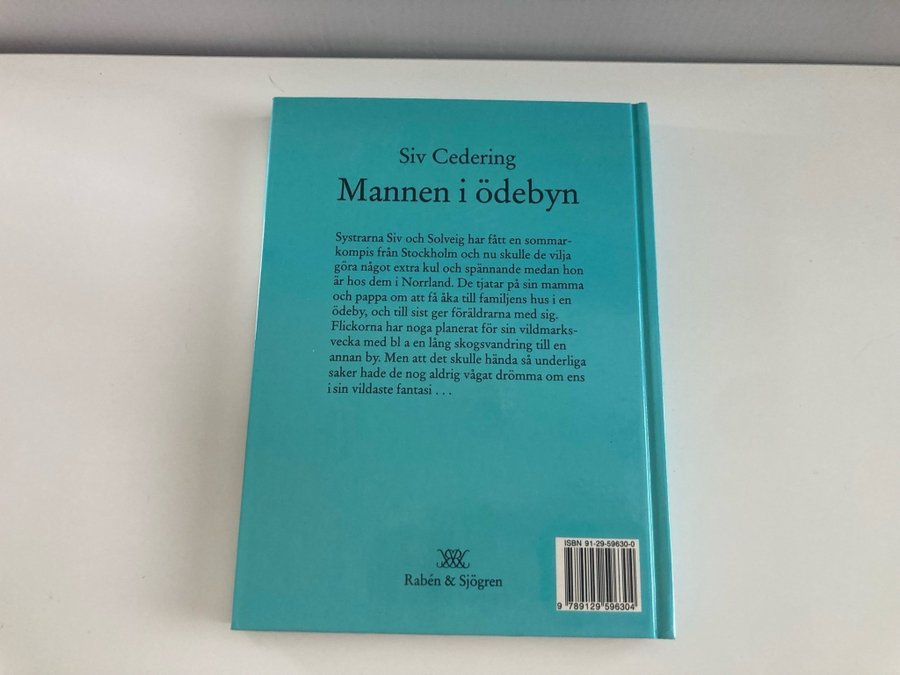 Siv Cedering
Mannen i ödebyn
Systrarna Siv och Solveig har fått en sommar-
kompis från Stockholm och nu skulle de vilja
göra något extra kul och spännande medan hon
är hos dem i Norrland. De tjatar på sin mamma
och pappa om att få åka till familjens hus i en
ödeby, och till sist ger föräldrarna med sig.
Flickorna har noga planerat för sin vildmarks-
vecka med bl a en lång skogsvandring till en
annan by. Men att det skulle hända så underliga
saker hade de nog aldrig vågat drömma om ens
i sin vildaste fantasi . . .
Rabén & Sjögren
ISBN 91-29-59630-0
9 789129 596304